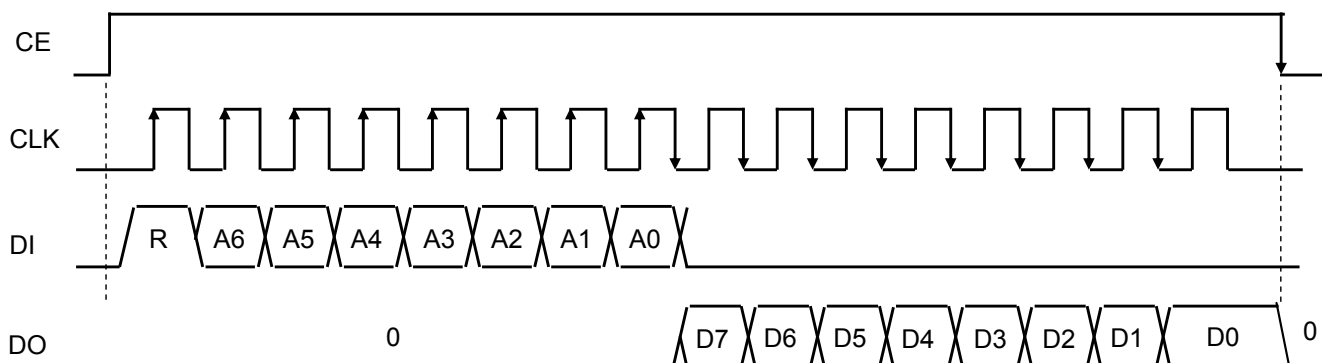 CE
CLK
DI R A6 A5 A4 A3 A2 A1 A0
DO 0 D7 D6 D5 D4 D3 D2 D1 D0 0